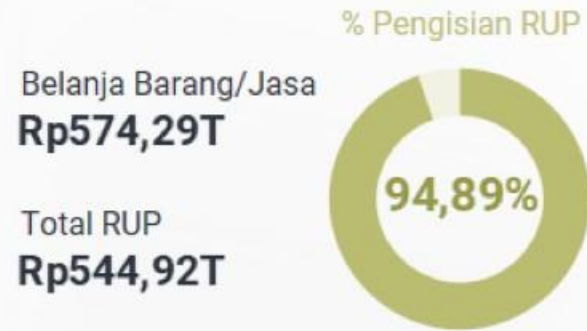 % Pengisian RUP
Belanja Barang/Jasa
Rp574,29T
94,89%
Total RUP
Rp544,92T